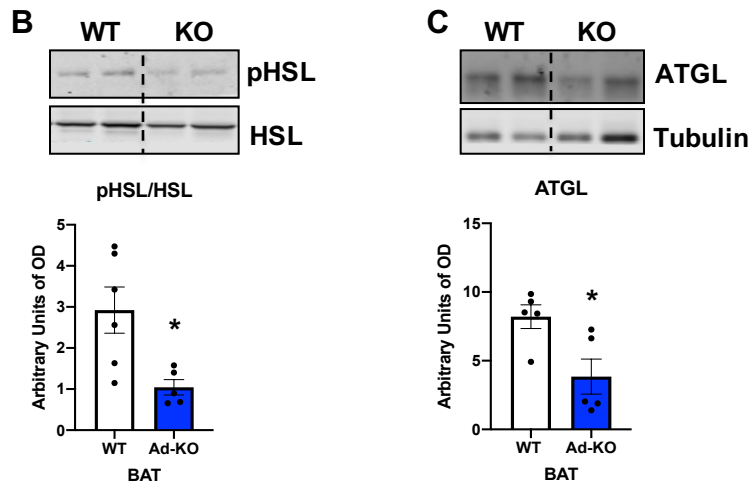 B
WT KO
pHSL
HSL
pHSL/HSL
Arbitrary Units of OD
5
4
3
2
1
0
*
WT Ad-KO
BAT
C
WT KO
ATGL
Tubulin
ATGL
Arbitrary Units of OD
15
10
5
0
*
WT Ad-KO
BAT